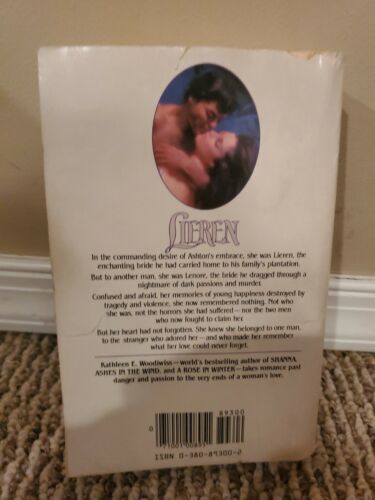 LIEREN
In the commanding desire of Ashton's embrace, she was Lieren, the
enchanting bride he had carried home to his family's plantation.
But to another man, she was Lenore, the bride he dragged through a
nightmare of dark passions and murder.
Confused and afraid, her memories of young happiness destroyed by
tragedy and violence, she now remembered nothing. Not who
she was, not the horrors she had suffered—nor the two men
who now fought to claim her.
But her heart had not forgotten. She knew she belonged to one man,
to the stranger who adored her—and who made her remember
what her love could never forget.
Kathleen E. Woodiwiss—world's bestselling author of SHANNA,
ASHES IN THE WIND, and A ROSE IN WINTER—takes romance past
danger and passion to the very ends of a woman's love.
89300
0
71001 00895
ISBN 0-380-89300-2